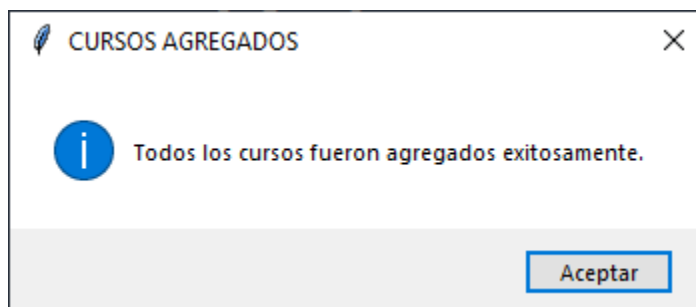 CURSOS AGREGADOS
Todos los cursos fueron agregados exitosamente.
Aceptar